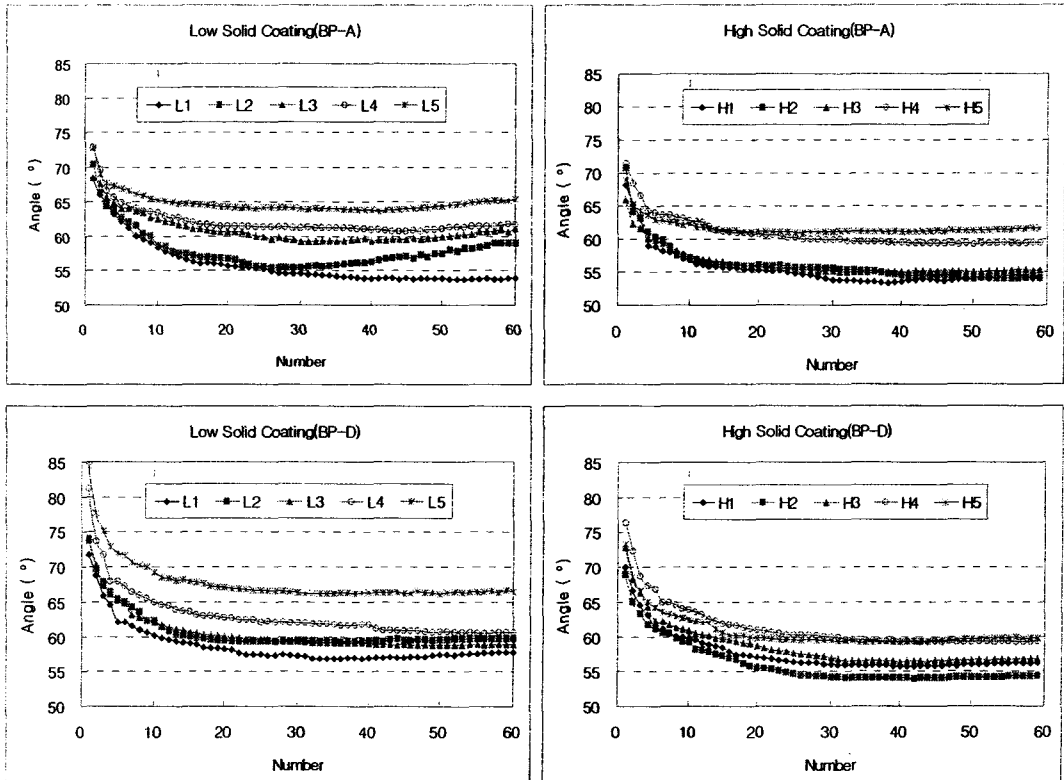 Low Solid Coating(BP-A)
85
80
75
70
65
60
55
50
Angle ( °)
L1 L2 L3 L4 L5
0 10 20 30 40 50 60
Number
High Solid Coating(BP-A)
85
80
75
70
65
60
55
50
Angle ( °)
H1 H2 H3 H4 H5
0 10 20 30 40 50 60
Number
Low Solid Coating(BP-D)
85
80
75
70
65
60
55
50
Angle ( °)
L1 L2 L3 L4 L5
0 10 20 30 40 50 60
Number
High Solid Coating(BP-D)
85
80
75
70
65
60
55
50
Angle ( °)
H1 H2 H3 H4 H5
0 10 20 30 40 50 60
Number